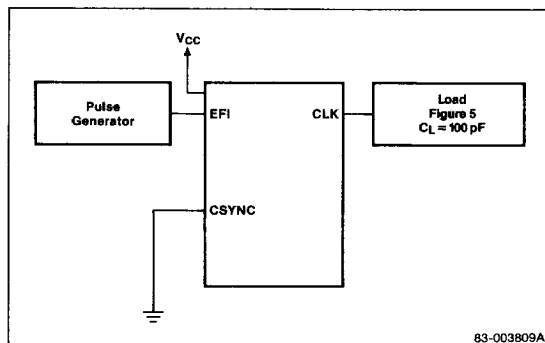 VCC
Pulse
Generator
EFI
CLK
Load
Figure 5
CL = 100 pF
CSYNC
83-003809A